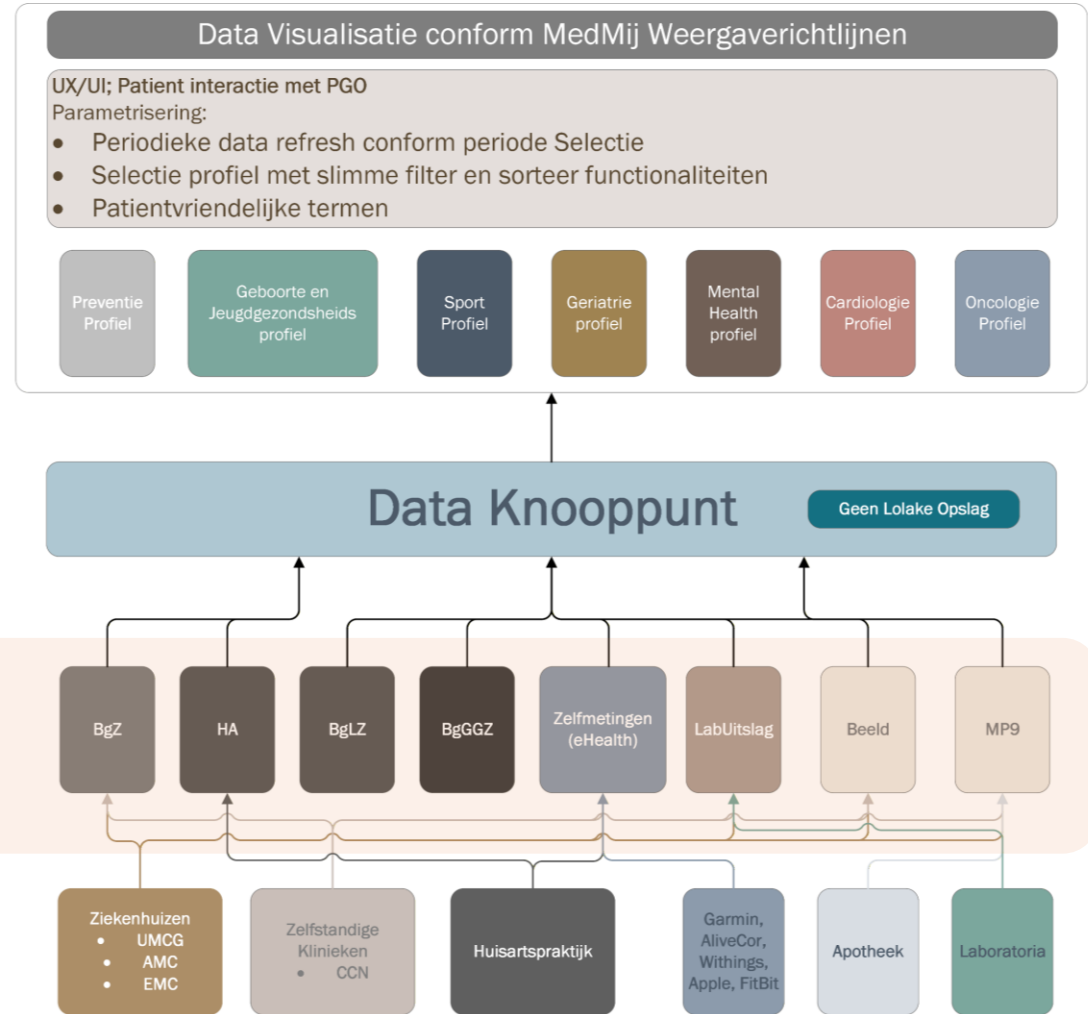 Data Visualisatie conform MedMij Weergaverichtlijnen
UX/UI; Patient interactie met PGO
Parametrisering:
• Periodieke data refresh conform periode Selectie
• Selectie profiel met slimme filter en sorteer functionaliteiten
• Patientvriendelijke termen
Preventie
Profiel
Geboorte en
Jeugdgezondsheids
profiel
Sport
Profiel
Geriatrie
profiel
Mental
Health
profiel
Cardiologie
Profiel
Oncologie
Profiel
Data Knooppunt
Geen Lolake Opslag
BgZ
HA
BgLZ
BgGGZ
Zelfmetingen
(eHealth)
LabUitslag
Beeld
MP9
Ziekenhuizen
• UMCG
• AMC
• EMC
Zelfstandige
Klinieken
• CCN
Huisartspraktijk
Garmin,
AliveCor,
Withings,
Apple, FitBit
Apotheek
Laboratoria